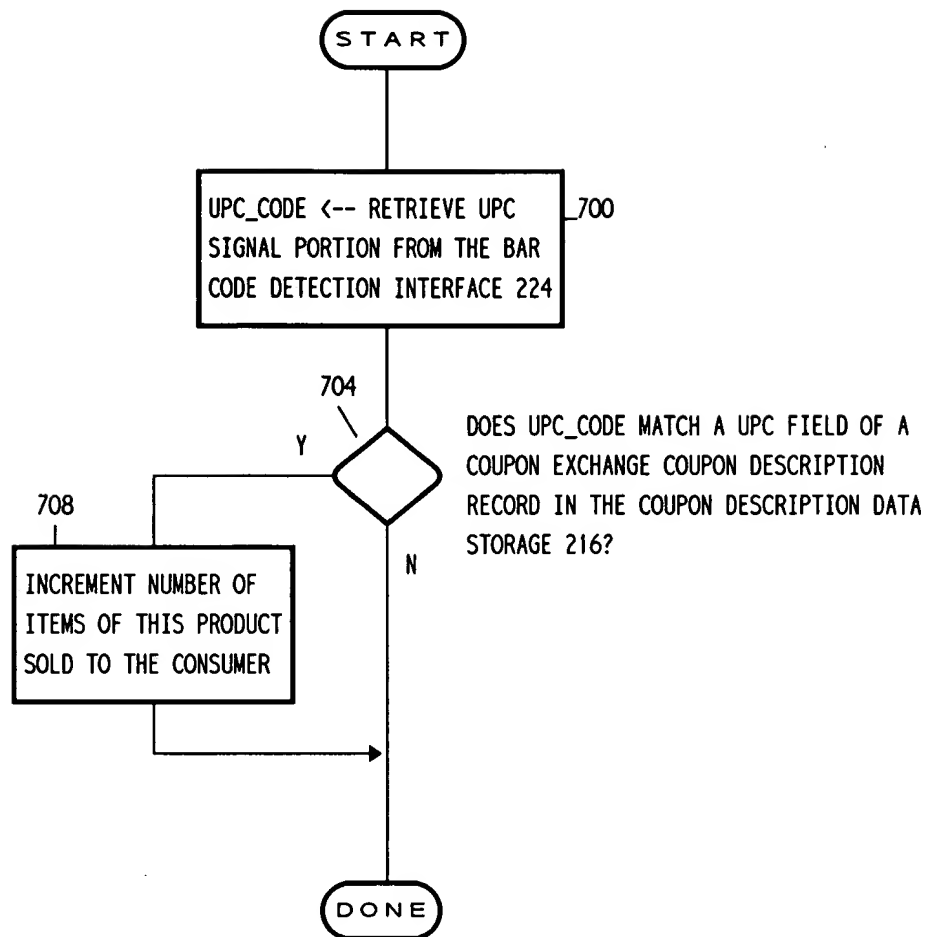 START
UPC_CODE <-- RETRIEVE UPC
SIGNAL PORTION FROM THE BAR
CODE DETECTION INTERFACE 224
700
704
Y
DOES UPC_CODE MATCH A UPC FIELD OF A
COUPON EXCHANGE COUPON DESCRIPTION
RECORD IN THE COUPON DESCRIPTION DATA
STORAGE 216?
N
708
INCREMENT NUMBER OF
ITEMS OF THIS PRODUCT
SOLD TO THE CONSUMER
DONE